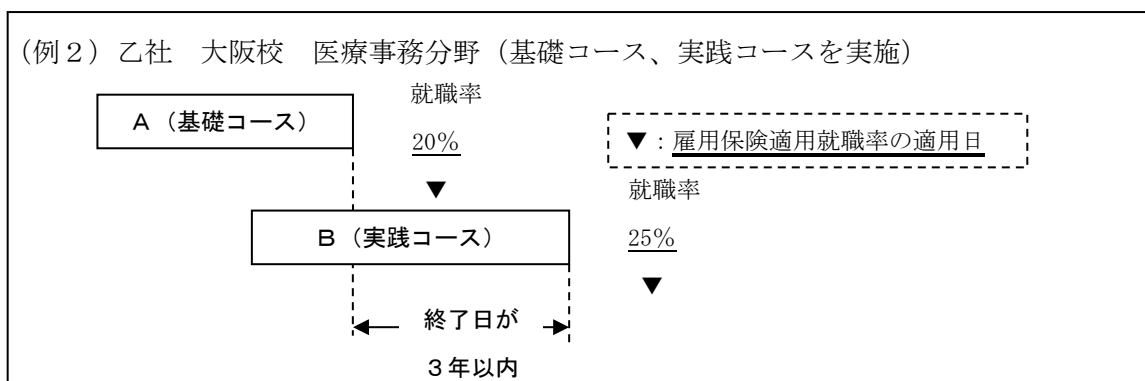 (例2)乙社　大阪校　医療事務分野(基礎コース、実践コースを実施)
就職率
A(基礎コース)
20%
▼:雇用保険適用就職率の適用日
▼
就職率
B(実践コース)
25%
▼
終了日が
3年以内